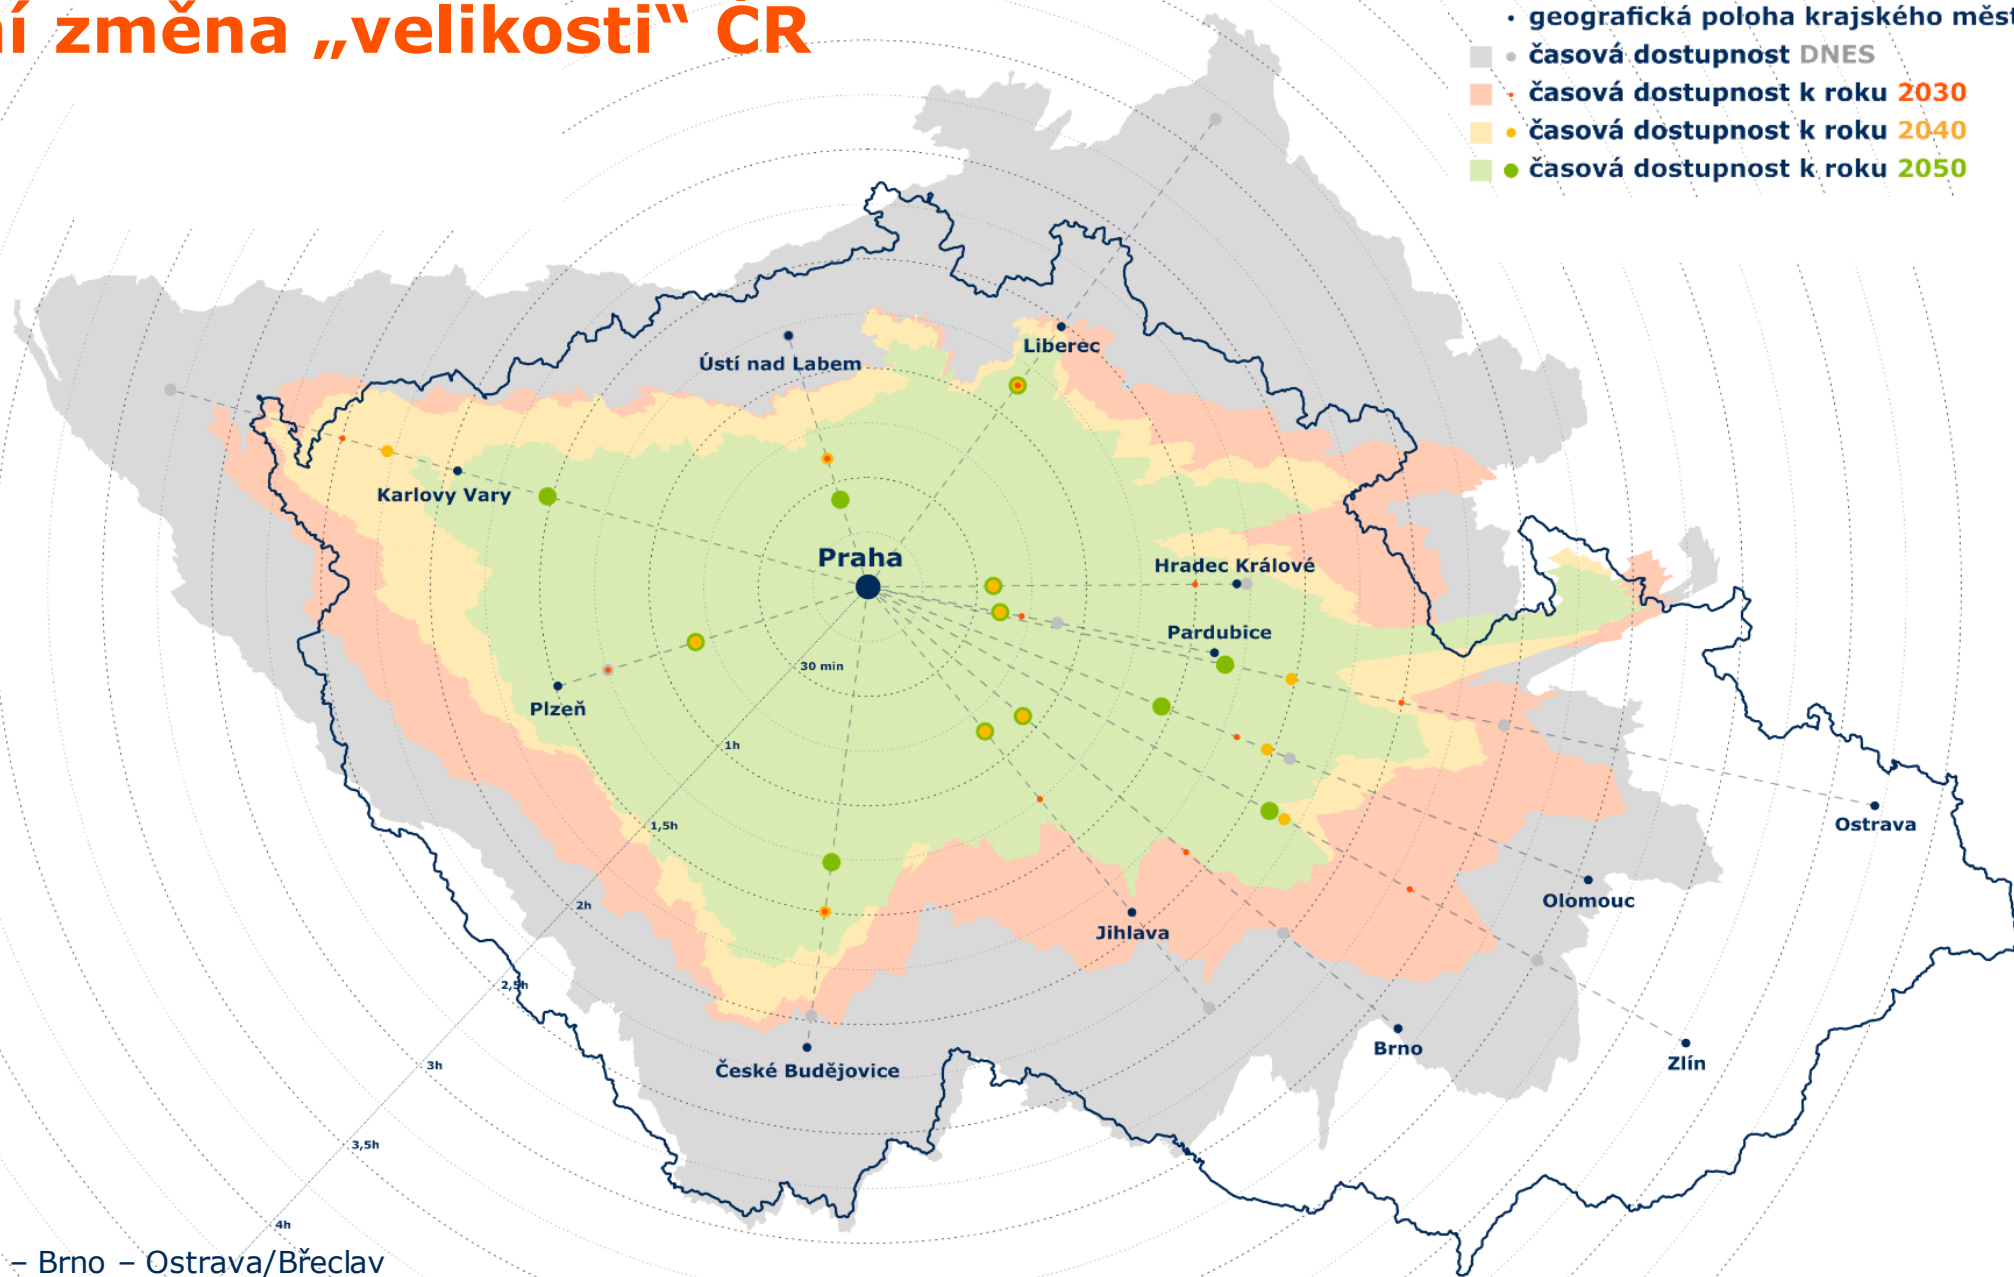 í změna „velikosti“ ČR
geografická poloha krajského měst
časová dostupnost DNES
časová dostupnost k roku 2030
časová dostupnost k roku 2040
časová dostupnost k roku 2050
Liberec
Ústí nad Labem
Karlovy Vary
Praha
Hradec Králové
Pardubice
30 min
Plzeň
1h
1,5h
Ostrava
2h
Olomouc
Jihlava
2,5h
Brno
Zlín
3h
České Budějovice
3,5h
4h
– Brno – Ostrava/Břeclav